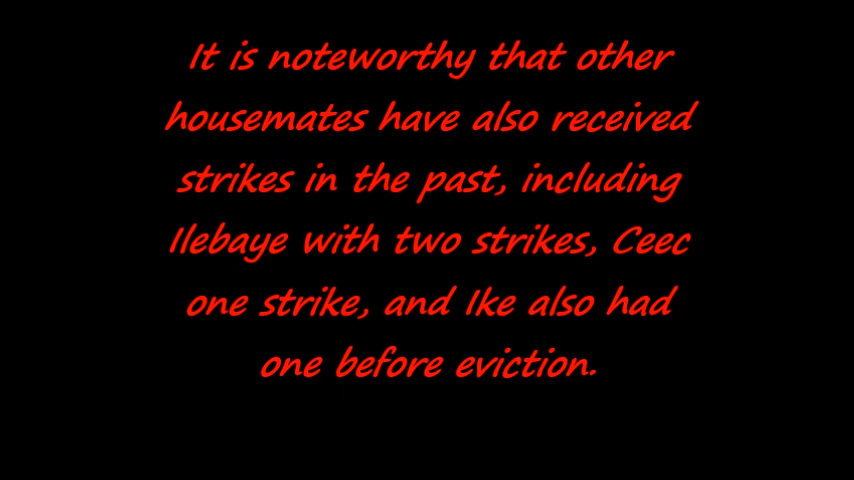 It is noteworthy that other
housemates have also received
strikes in the past, including
Ilebaye with two strikes, Ceec
one strike, and Ike also had
one before eviction.